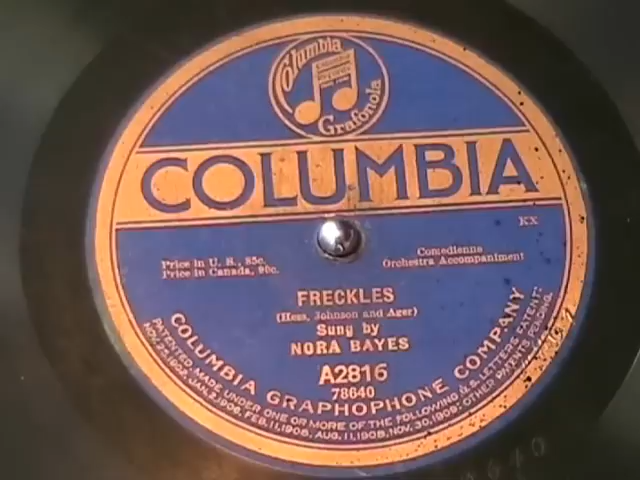 Columbia
Grafonola
COLUMBIA
KX
Price in U. S., 85c.
Price in Canada, 90c.
Comedienne
Orchestra Accompaniment
FRECKLES
(Hess, Johnson and Ager)
Sung by
NORA BAYES
A2816
78640
COLUMBIA GRAPHOPHONE COMPANY
PATENTED, MADE UNDER ONE OR MORE OF THE FOLLOWING U.S. LETTERS PATENT:
NOV. 25, 1902, JAN. 2, 1906, FEB. 11, 1908, AUG. 11, 1908, NOV. 30, 1909; OTHER PATENTS PENDING.